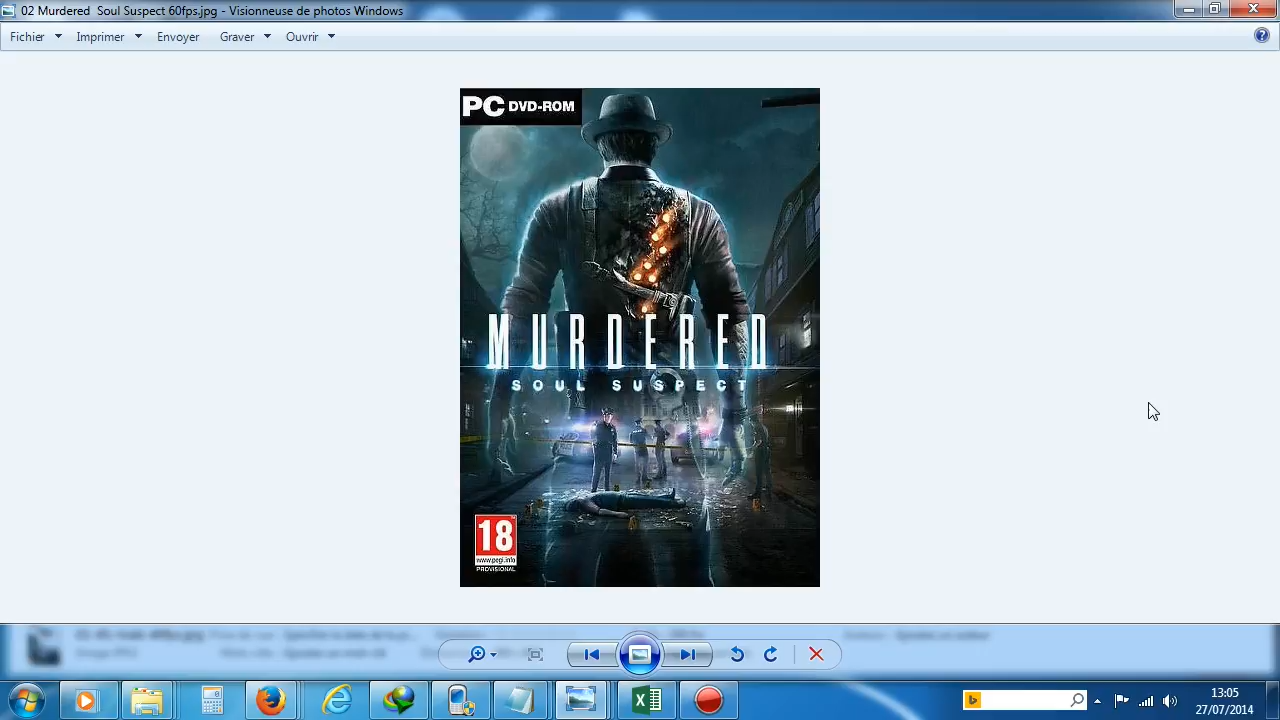 02 Murdered  Soul Suspect 60fps.jpg - Visionneuse de photos Windows
Fichier Imprimer Envoyer Graver Ouvrir
PC DVD-ROM
MURDERED
SOUL SUSPECT
18
www.pegi.info
PROVISIONAL
13:05
27/07/2014